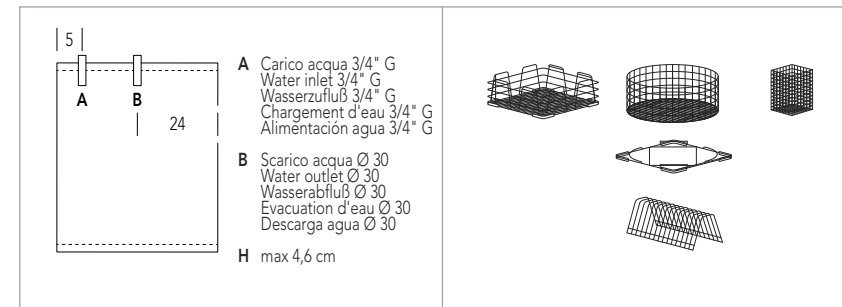 5
A
B
24
A Carico acqua 3/4" G
Water inlet 3/4" G
Wasserzufluß 3/4" G
Chargement d'eau 3/4" G
Alimentación agua 3/4" G
B Scarico acqua Ø 30
Water outlet Ø 30
Wasserabfluß Ø 30
Evacuation d'eau Ø 30
Descarga agua Ø 30
H max 4,6 cm